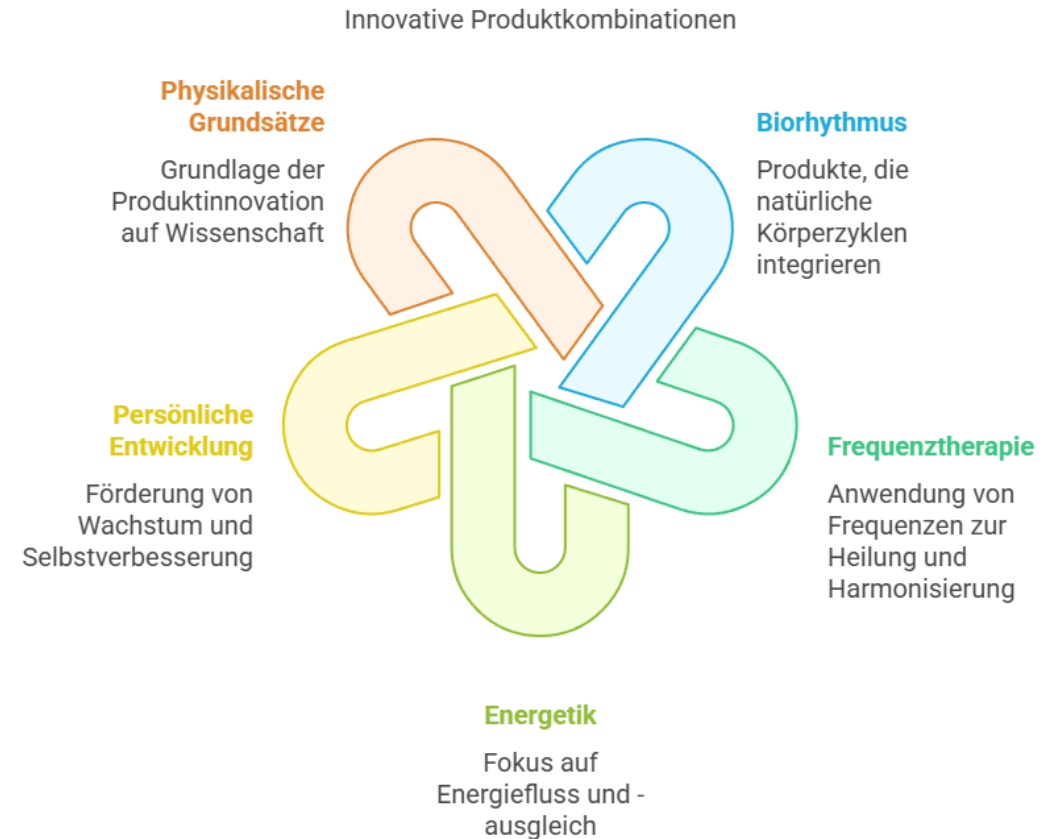 Innovative Produktkombinationen
Physikalische
Grundsätze
Grundlage der
Produktinnovation
auf Wissenschaft
Biorhythmus
Produkte, die
natürliche
Körperzyklen
integrieren
Persönliche
Entwicklung
Förderung von
Wachstum und
Selbstverbesserung
Frequenztherapie
Anwendung von
Frequenzen zur
Heilung und
Harmonisierung
Energetik
Fokus auf
Energiefluss und -
ausgleich